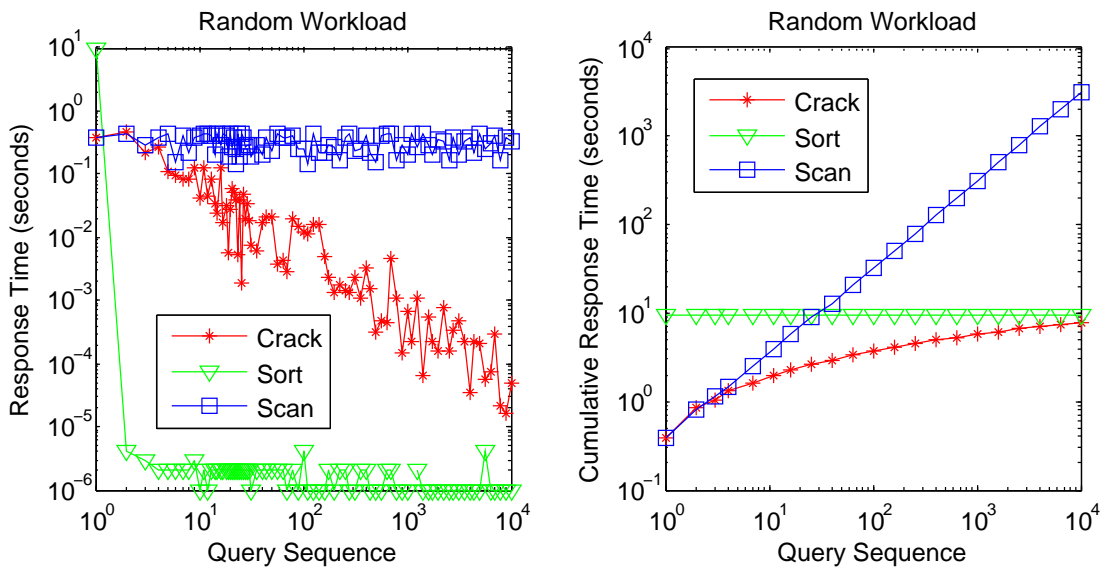 Random Workload
Response Time (seconds)
10^1
10^0
10^-1
10^-2
10^-3
10^-4
10^-5
10^-6
Crack
Sort
Scan
10^0 10^1 10^2 10^3 10^4
Query Sequence
Random Workload
Cumulative Response Time (seconds)
10^4
10^3
10^2
10^1
10^0
10^-1
Crack
Sort
Scan
10^0 10^1 10^2 10^3 10^4
Query Sequence